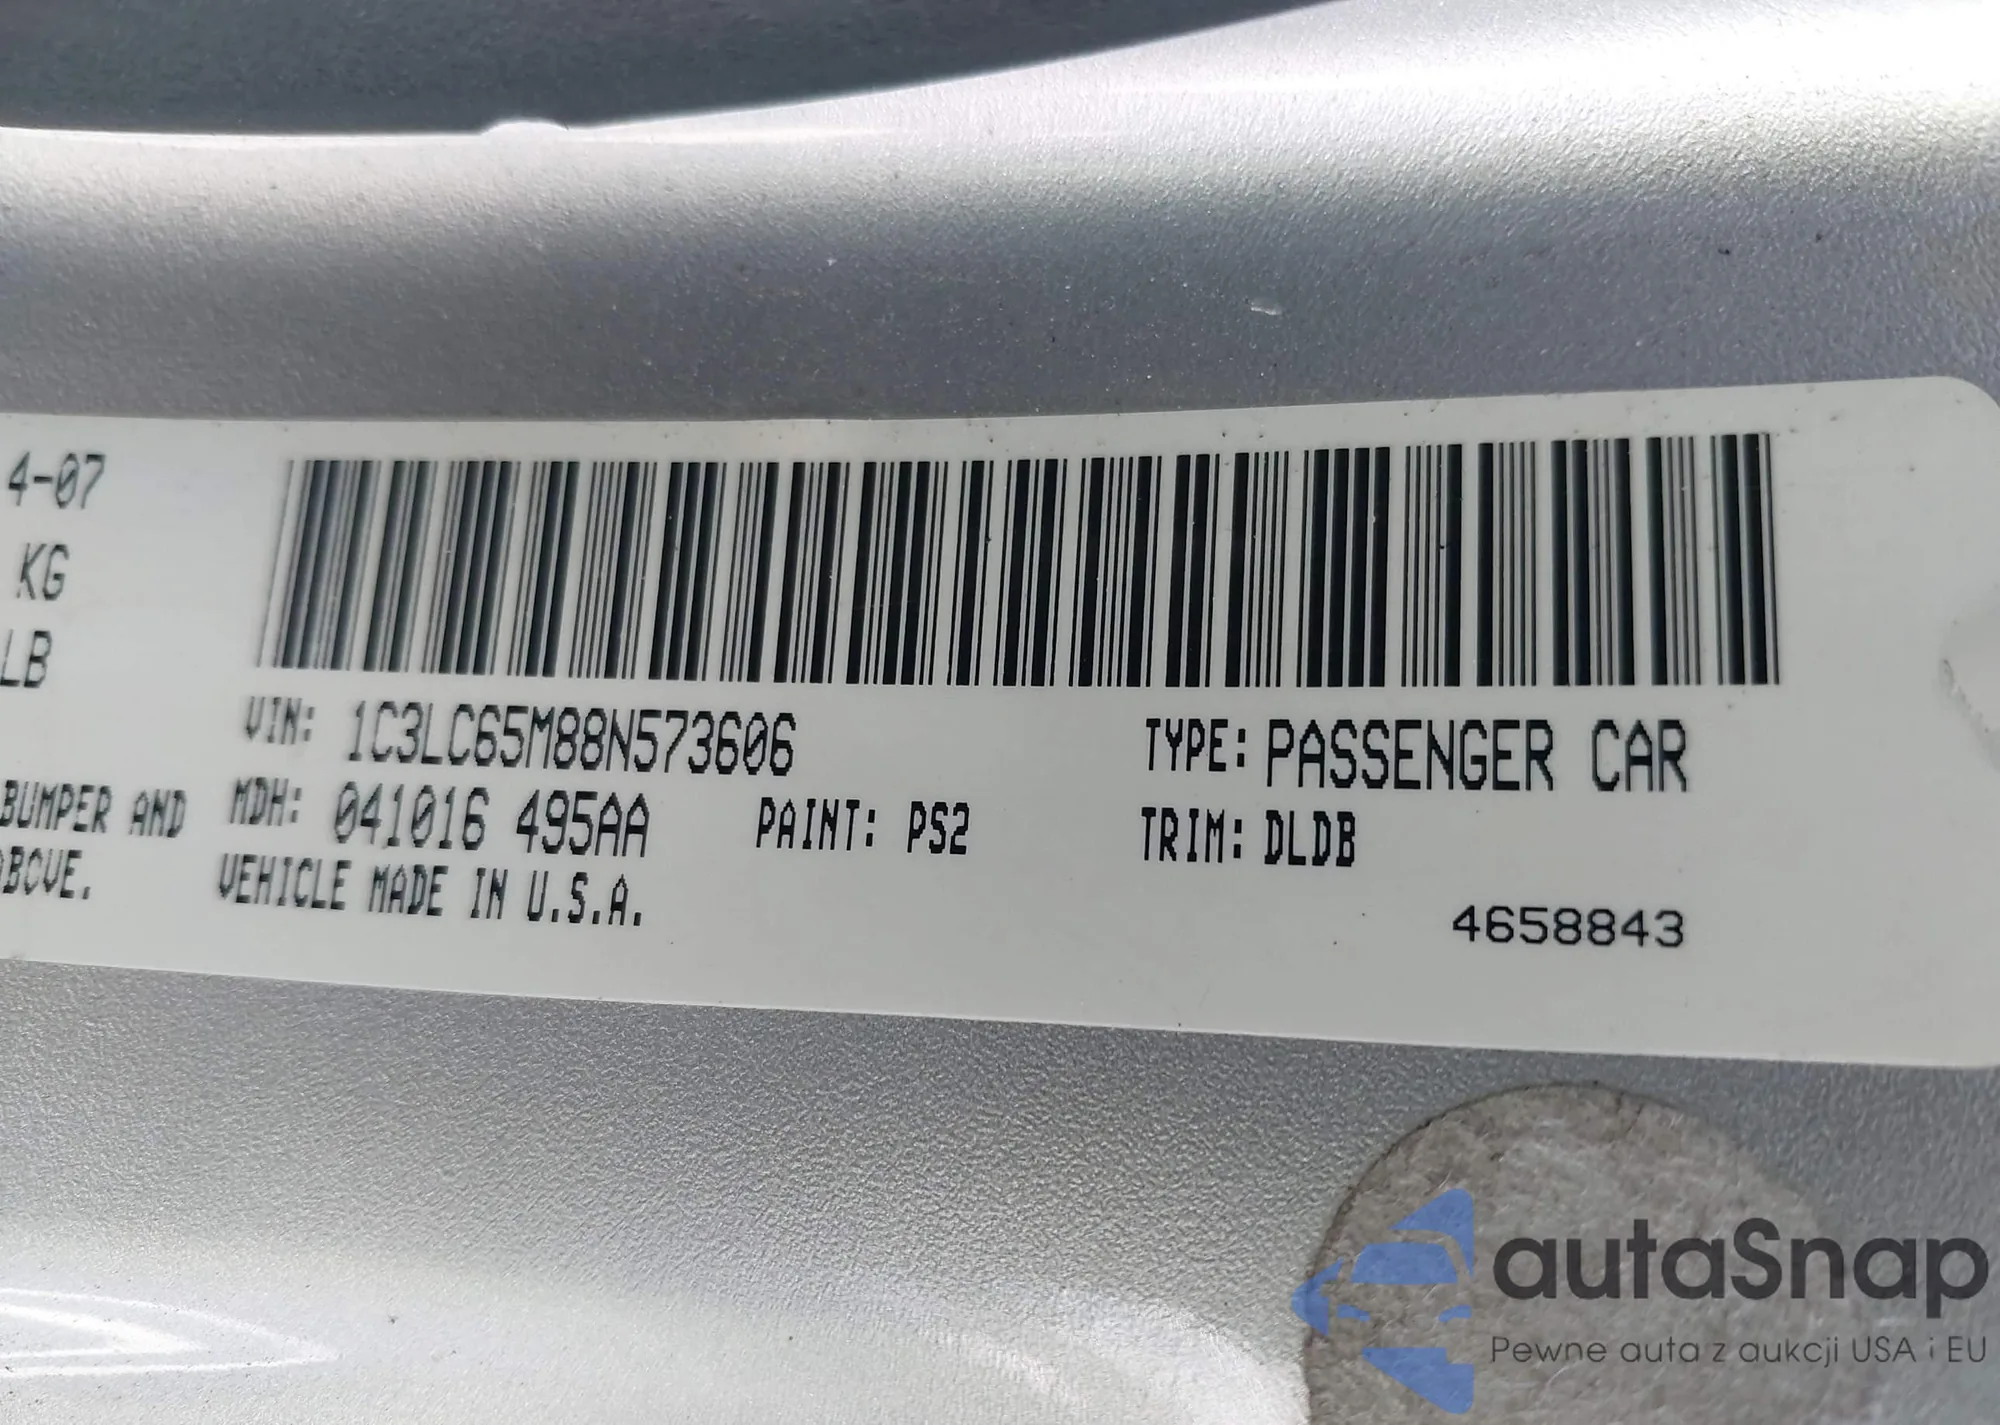 4-07
KG
LB
VIN: 1C3LC65M88N573606
TYPE: PASSENGER CAR
BUMPER AND
MDH: 041016 495AA
PAINT: PS2
TRIM: DLDB
ABOVE.
VEHICLE MADE IN U.S.A.
4658843
autaSnap
Pewne auta z aukcji USA i EU